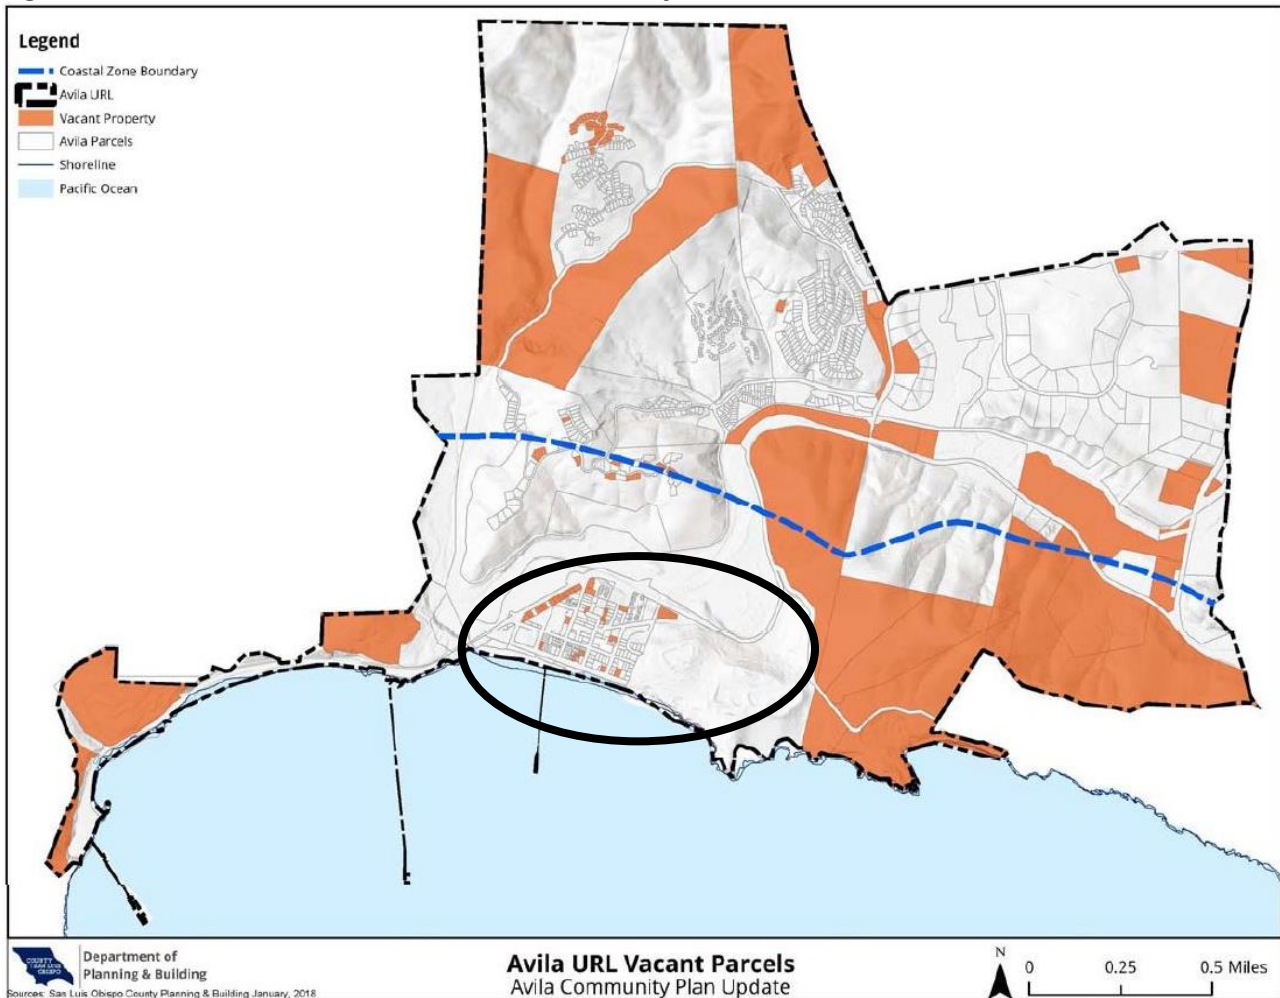 Legend
Coastal Zone Boundary
Avila URL
Vacant Property
Avila Parcels
Shoreline
Pacific Ocean
COUNTY
OBISPO
Department of
Planning & Building
Sources: San Luis Obispo County Planning & Building January, 2018
Avila URL Vacant Parcels
Avila Community Plan Update
N
0 0.25 0.5 Miles